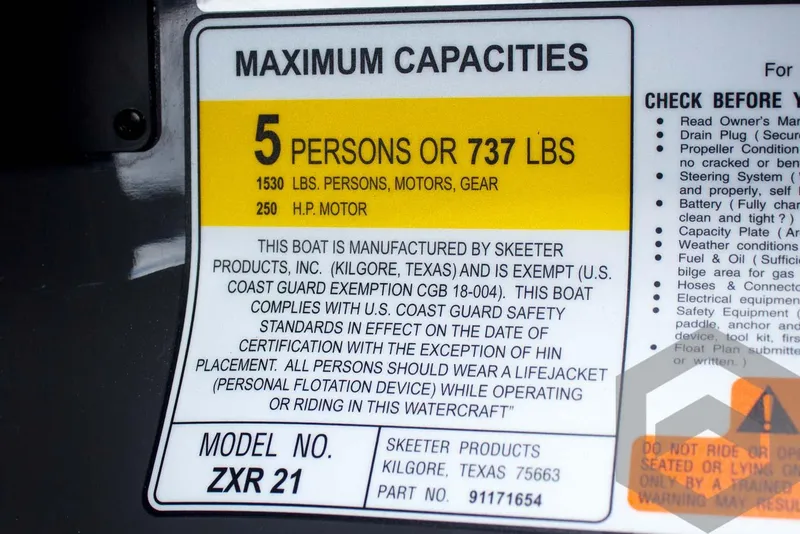 MAXIMUM CAPACITIES
5 PERSONS OR 737 LBS
1530 LBS. PERSONS, MOTORS, GEAR
250 H.P. MOTOR
THIS BOAT IS MANUFACTURED BY SKEETER
PRODUCTS, INC. (KILGORE, TEXAS) AND IS EXEMPT (U.S.
COAST GUARD EXEMPTION CGB 18-004). THIS BOAT
COMPLIES WITH U.S. COAST GUARD SAFETY
STANDARDS IN EFFECT ON THE DATE OF
CERTIFICATION WITH THE EXCEPTION OF HIN
PLACEMENT. ALL PERSONS SHOULD WEAR A LIFEJACKET
(PERSONAL FLOTATION DEVICE) WHILE OPERATING
OR RIDING IN THIS WATERCRAFT"
MODEL NO.
ZXR 21
SKEETER PRODUCTS
KILGORE, TEXAS 75663
PART NO. 91171654
For
CHECK BEFORE
• Read Owner's
• Drain Plug
• Propeller
no cracked or
• Steering System
and properly, self
• Battery (Fully
clean and tight?)
• Capacity Plate
• Weather conditions
• Fuel & Oil
bilge area for gas
• Hoses &
• Electrical
• Safety Equipment
paddle, anchor and
device, tool kit,
• Float Plan submitted
or written.)
DO NOT RIDE OR
SEATED OR LYING
ONLY BY A TRAINED
WARNING MAY